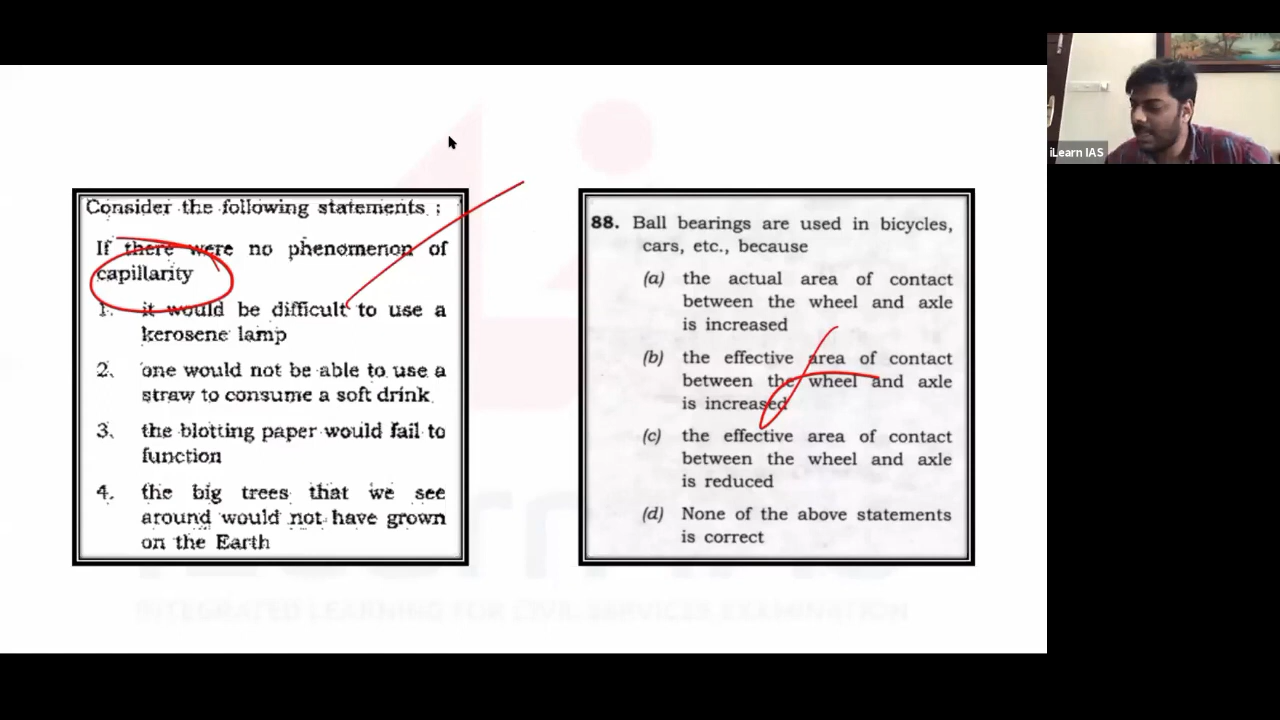 Consider the following statements :
If there were no phenomenon of
capillarity
1. it would be difficult to use a
kerosene lamp
2. one would not be able to use a
straw to consume a soft drink.
3. the blotting paper would fail to
function
4. the big trees that we see
around would not have grown
on the Earth
88. Ball bearings are used in bicycles,
cars, etc., because
(a) the actual area of contact
between the wheel and axle
is increased
(b) the effective area of contact
between the wheel and axle
is increased
(c) the effective area of contact
between the wheel and axle
is reduced
(d) None of the above statements
is correct
INTEGRATED LEARNING FOR CIVIL SERVICES EXAMINATION
iLearn IAS